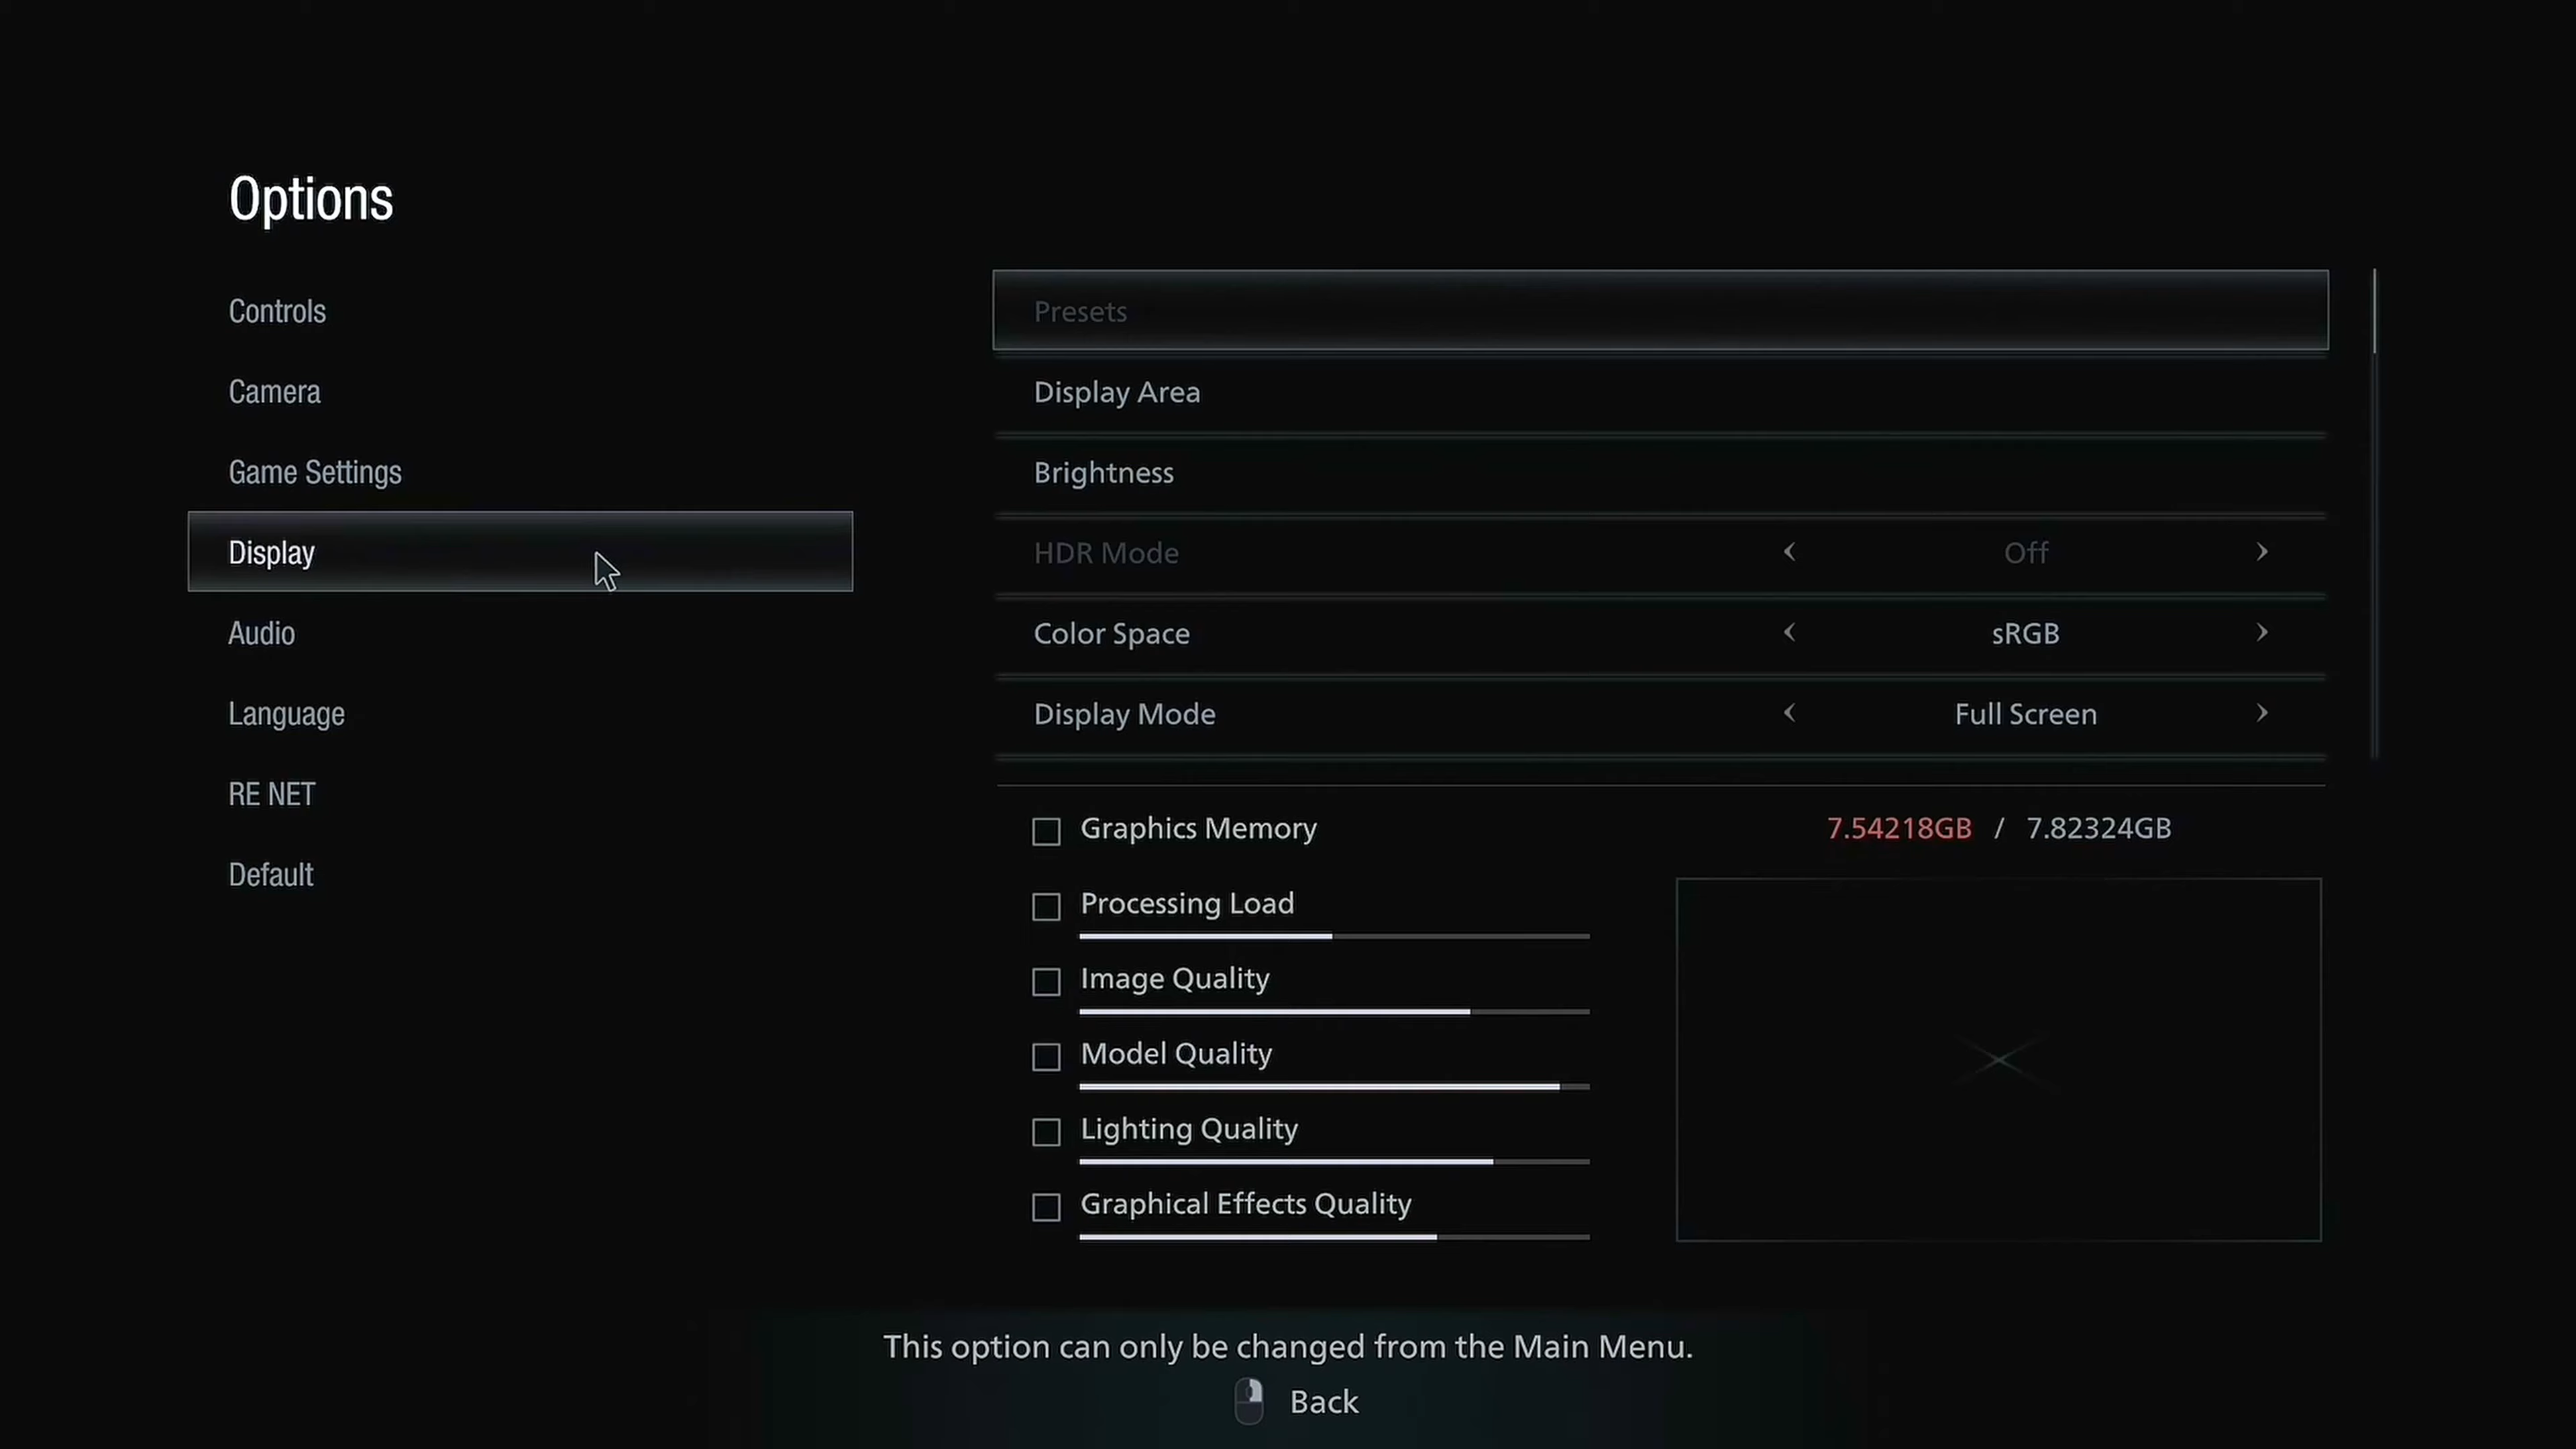 Options
Controls
Camera
Game Settings
Display
Audio
Language
RE NET
Default
Presets
Display Area
Brightness
HDR Mode Off
Color Space sRGB
Display Mode Full Screen
Graphics Memory 7.54218GB / 7.82324GB
Processing Load
Image Quality
Model Quality
Lighting Quality
Graphical Effects Quality
This option can only be changed from the Main Menu.
Back